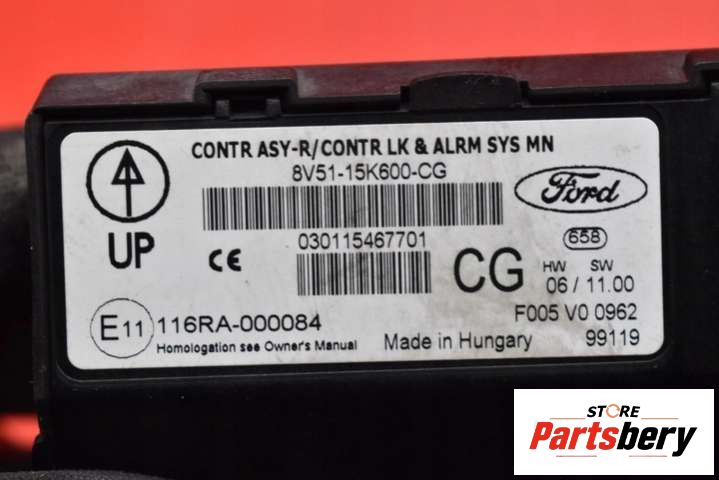 CONTR ASY-R/CONTR LK & ALRM SYS MN
8V51-15K600-CG
Ford
UP
CE
030115467701
CG
658
HW SW
06 / 11.00
E11 116RA-000084
F005 V0 0962
Homologation see Owner's Manual
Made in Hungary
99119
STORE
Partsbery